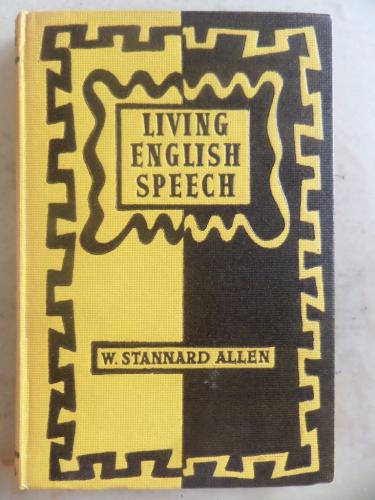 LIVING
ENGLISH
SPEECH
W. STANNARD ALLEN